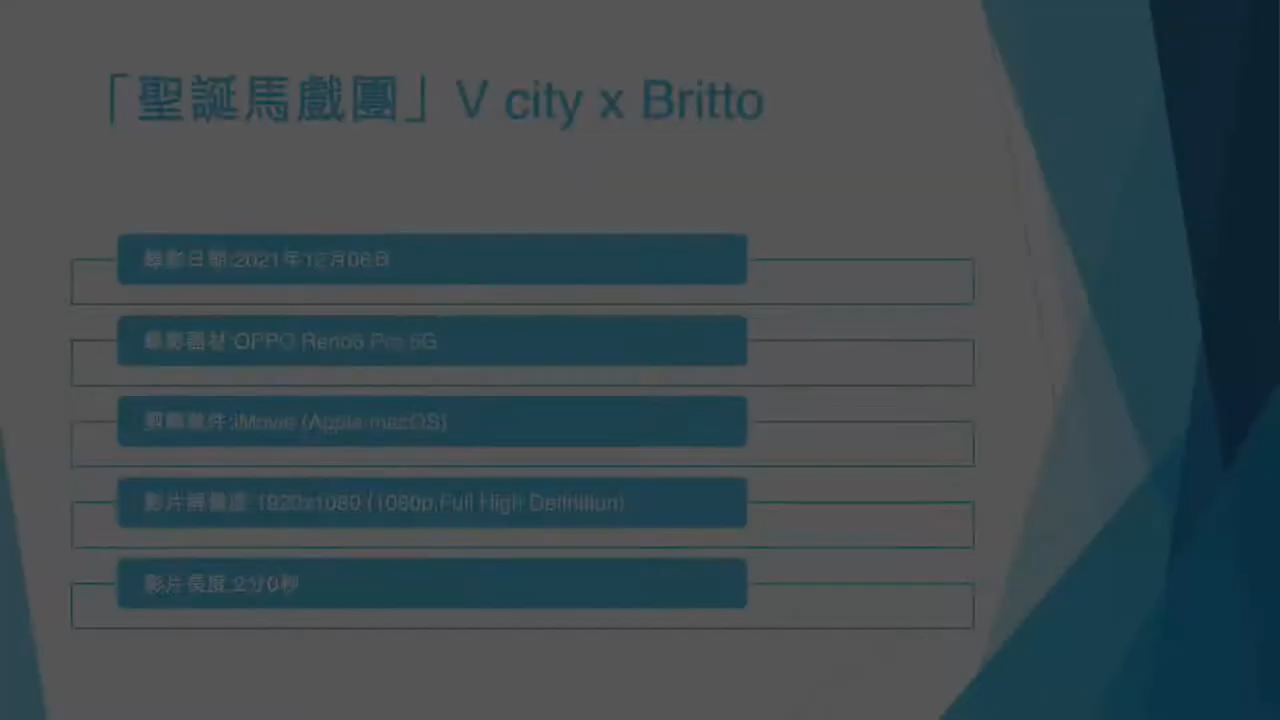 「聖誕馬戲團」V city x Britto
攝影日期:2021年12月06日
攝影器材:OPPO Reno6 Pro 5G
剪輯軟件:iMovie (Apple macOS)
影片解像度:1920x1080 (1080p,Full High Definition)
影片長度:2分0秒